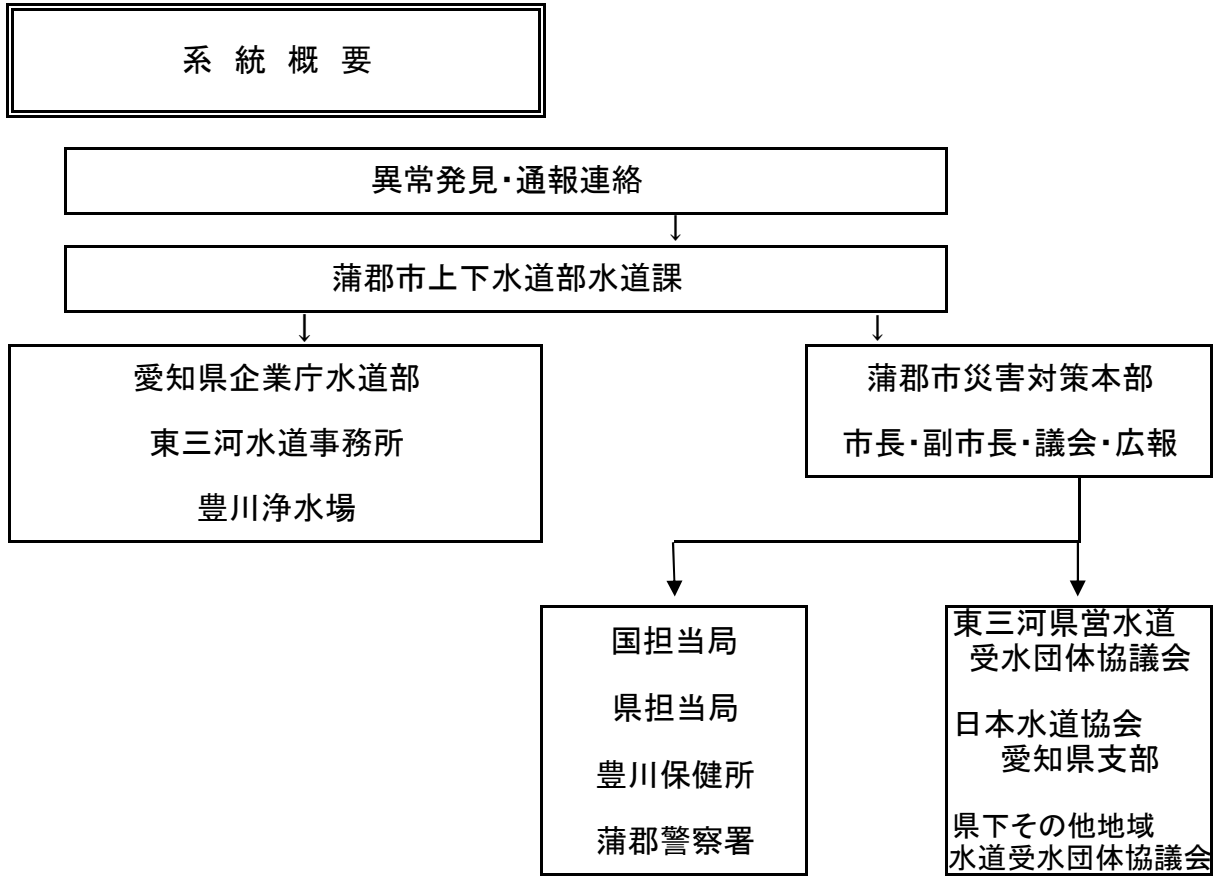 系 統 概 要
異常発見・通報連絡
↓
蒲郡市上下水道部水道課
↓ ↓
愛知県企業庁水道部
東三河水道事務所
豊川浄水場
蒲郡市災害対策本部
市長・副市長・議会・広報
国担当局
県担当局
豊川保健所
蒲郡警察署
東三河県営水道
受水団体協議会
日本水道協会
愛知県支部
県下その他地域
水道受水団体協議会